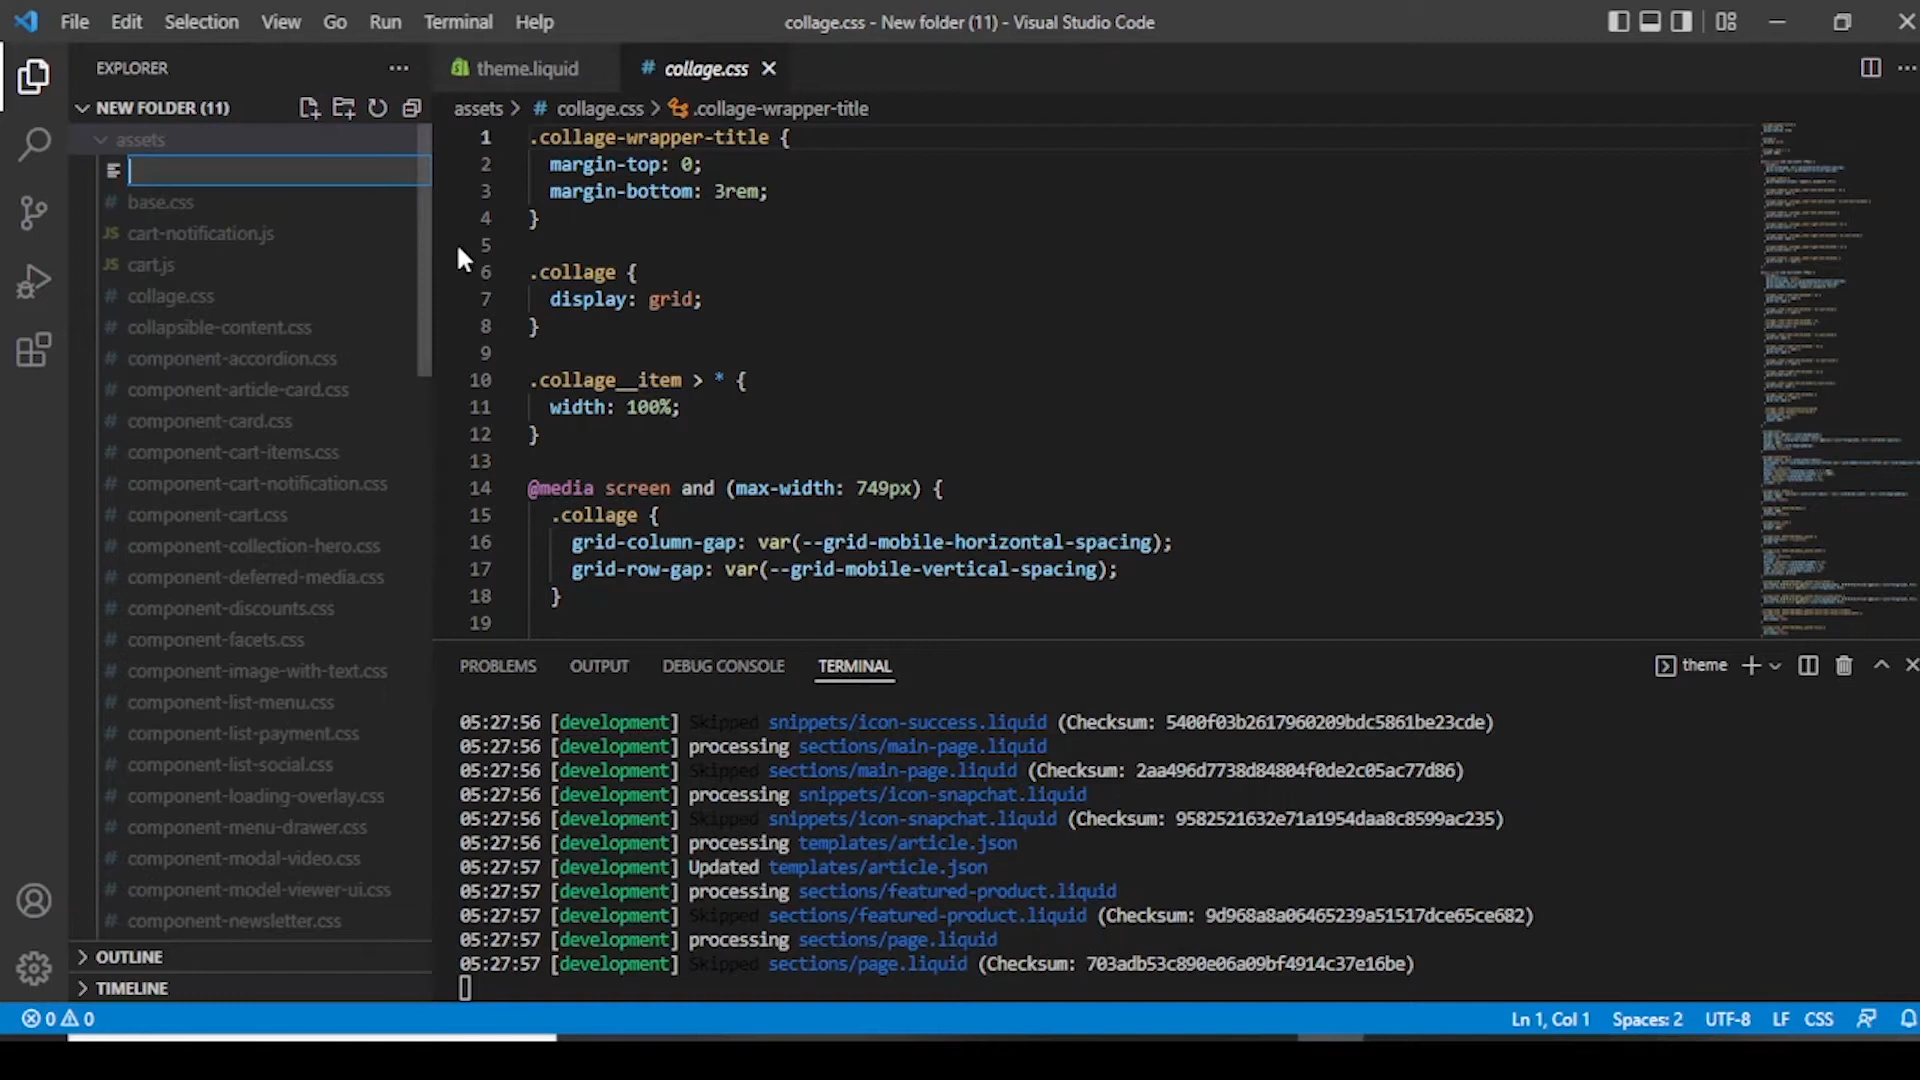 File Edit Selection View Go Run Terminal Help
collage.css - New folder (11) - Visual Studio Code
EXPLORER
NEW FOLDER (11)
assets
# base.css
JS cart-notification.js
JS cart.js
# collage.css
# collapsible-content.css
# component-accordion.css
# component-article-card.css
# component-card.css
# component-cart-items.css
# component-cart-notification.css
# component-cart.css
# component-collection-hero.css
# component-deferred-media.css
# component-discounts.css
# component-facets.css
# component-image-with-text.css
# component-list-menu.css
# component-list-payment.css
# component-list-social.css
# component-loading-overlay.css
# component-menu-drawer.css
# component-modal-video.css
# component-model-viewer-ui.css
# component-newsletter.css
OUTLINE
TIMELINE
theme.liquid # collage.css
assets > # collage.css > .collage-wrapper-title
1 .collage-wrapper-title {
2 margin-top: 0;
3 margin-bottom: 3rem;
4 }
5
6 .collage {
7 display: grid;
8 }
9
10 .collage__item > * {
11 width: 100%;
12 }
13
14 @media screen and (max-width: 749px) {
15 .collage {
16 grid-column-gap: var(--grid-mobile-horizontal-spacing);
17 grid-row-gap: var(--grid-mobile-vertical-spacing);
18 }
19
PROBLEMS OUTPUT DEBUG CONSOLE TERMINAL theme
05:27:56 [development] Skipped snippets/icon-success.liquid (Checksum: 5400f03b2617960209bdc5861be23cde)
05:27:56 [development] processing sections/main-page.liquid
05:27:56 [development] Skipped sections/main-page.liquid (Checksum: 2aa496d7738d84804f0de2c05ac77d86)
05:27:56 [development] processing snippets/icon-snapchat.liquid
05:27:56 [development] Skipped snippets/icon-snapchat.liquid (Checksum: 9582521632e71a1954daa8c8599ac235)
05:27:56 [development] processing templates/article.json
05:27:57 [development] Updated templates/article.json
05:27:57 [development] processing sections/featured-product.liquid
05:27:57 [development] Skipped sections/featured-product.liquid (Checksum: 9d968a8a06465239a51517dce65ce682)
05:27:57 [development] processing sections/page.liquid
05:27:57 [development] Skipped sections/page.liquid (Checksum: 703adb53c890e06a09bf4914c37e16be)
0 0
Ln 1, Col 1 Spaces: 2 UTF-8 LF CSS